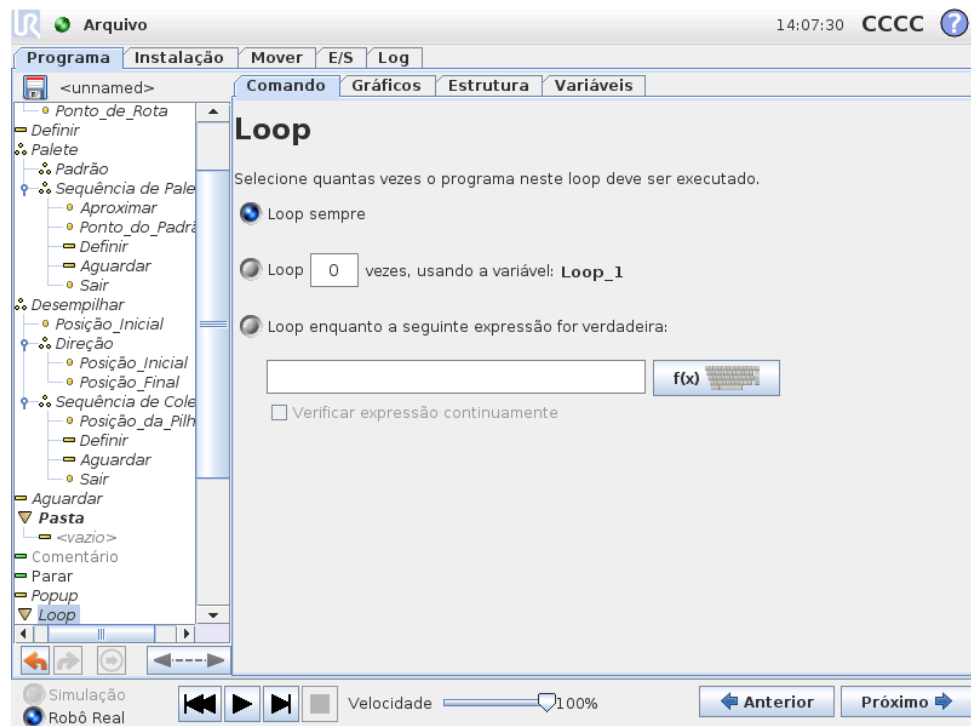 UR Arquivo 14:07:30 CCCC ?
Programa Instalação Mover E/S Log
<unnamed>
Comando Gráficos Estrutura Variáveis
Ponto_de_Rota
Definir
Palete
Padrão
Sequência de Pale
Aproximar
Ponto_do_Padrã
Definir
Aguardar
Sair
Desempilhar
Posição_Inicial
Direção
Posição_Inicial
Posição_Final
Sequência de Cole
Posição_da_Pilh
Definir
Aguardar
Sair
Aguardar
Pasta
<vazio>
Comentário
Parar
Popup
Loop
Loop
Selecione quantas vezes o programa neste loop deve ser executado.
Loop sempre
Loop 0 vezes, usando a variável: Loop_1
Loop enquanto a seguinte expressão for verdadeira:
f(x)
Verificar expressão continuamente
Simulação
Robô Real
Velocidade 100%
Anterior Próximo